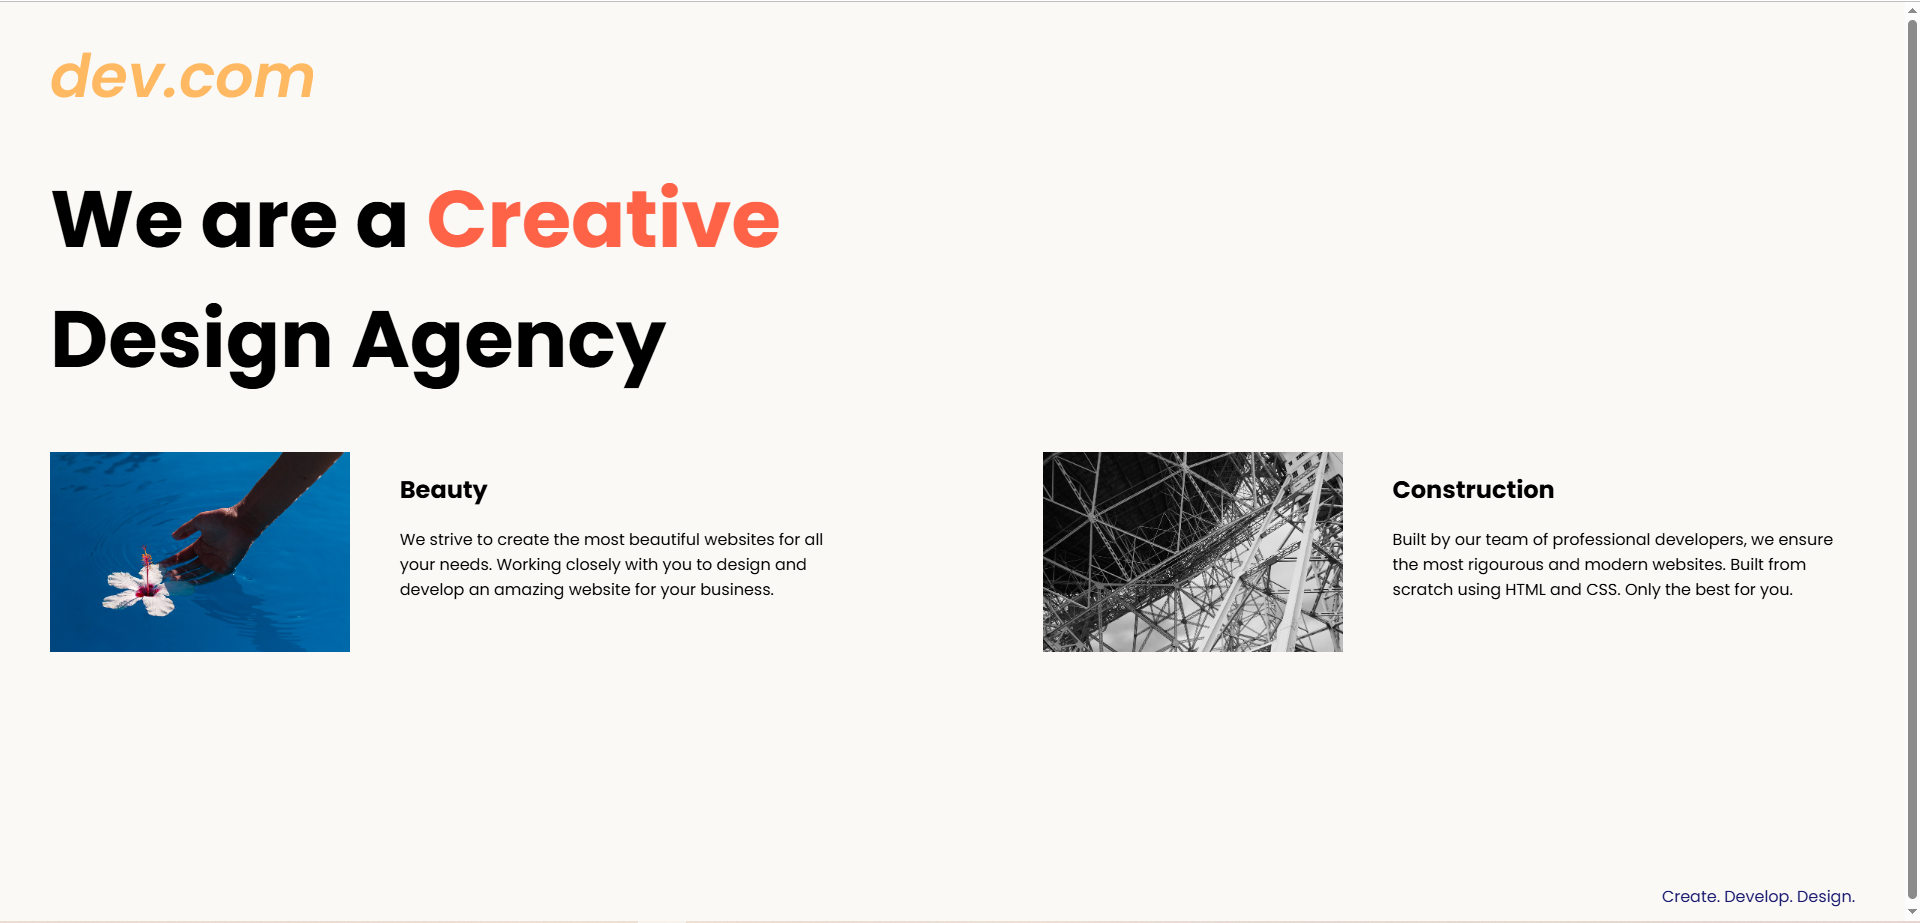 dev.com
We are a Creative
Design Agency
Beauty
We strive to create the most beautiful websites for all
your needs. Working closely with you to design and
develop an amazing website for your business.
Construction
Built by our team of professional developers, we ensure
the most rigourous and modern websites. Built from
scratch using HTML and CSS. Only the best for you.
Create. Develop. Design.